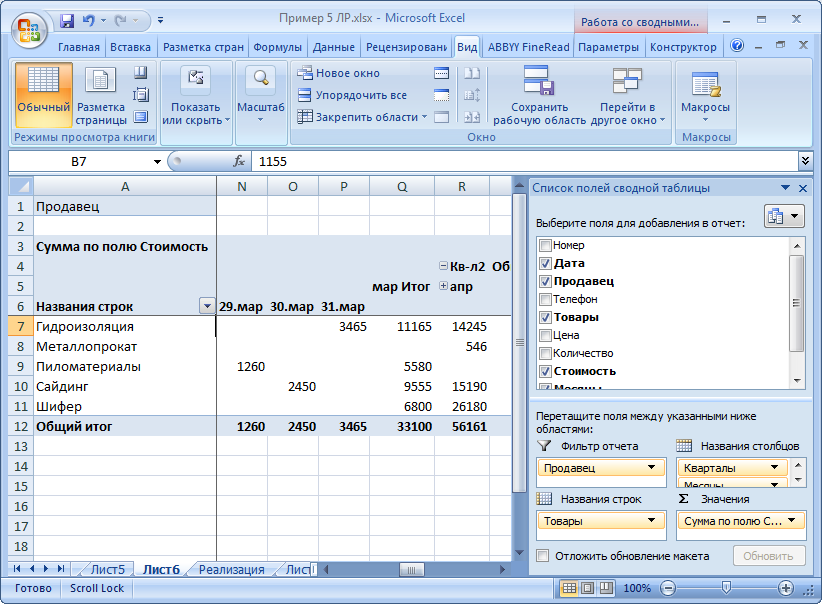 Пример 5 ЛР.xlsx - Microsoft Excel
Работа со сводными...
Главная Вставка Разметка стран Формулы Данные Рецензировани Вид ABBYY FineRead Параметры Конструктор
Обычный
Разметка страницы
Показать или скрыть
Масштаб
Новое окно
Упорядочить все
Закрепить области
Сохранить рабочую область
Перейти в другое окно
Макросы
Режимы просмотра книги
Окно
Макросы
B7 fx 1155
A N O P Q R
1 Продавец
2
3 Сумма по полю Стоимость
4 Кв-л2 Об
5 мар Итог апр
6 Названия строк 29.мар 30.мар 31.мар
7 Гидроизоляция 3465 11165 14245
8 Металлопрокат 546
9 Пиломатериалы 1260 5580
10 Сайдинг 2450 9555 15190
11 Шифер 6800 26180
12 Общий итог 1260 2450 3465 33100 56161
13
14
15
16
17
18
Список полей сводной таблицы
Выберите поля для добавления в отчет:
Номер
Дата
Продавец
Телефон
Товары
Цена
Количество
Стоимость
Месяцы
Перетащите поля между указанными ниже
областями:
Фильтр отчета
Названия столбцов
Продавец
Кварталы
Месяцы
Названия строк
Σ Значения
Товары
Сумма по полю С...
Отложить обновление макета
Обновить
Лист5 Лист6 Реализация Лист
Готово Scroll Lock 100%